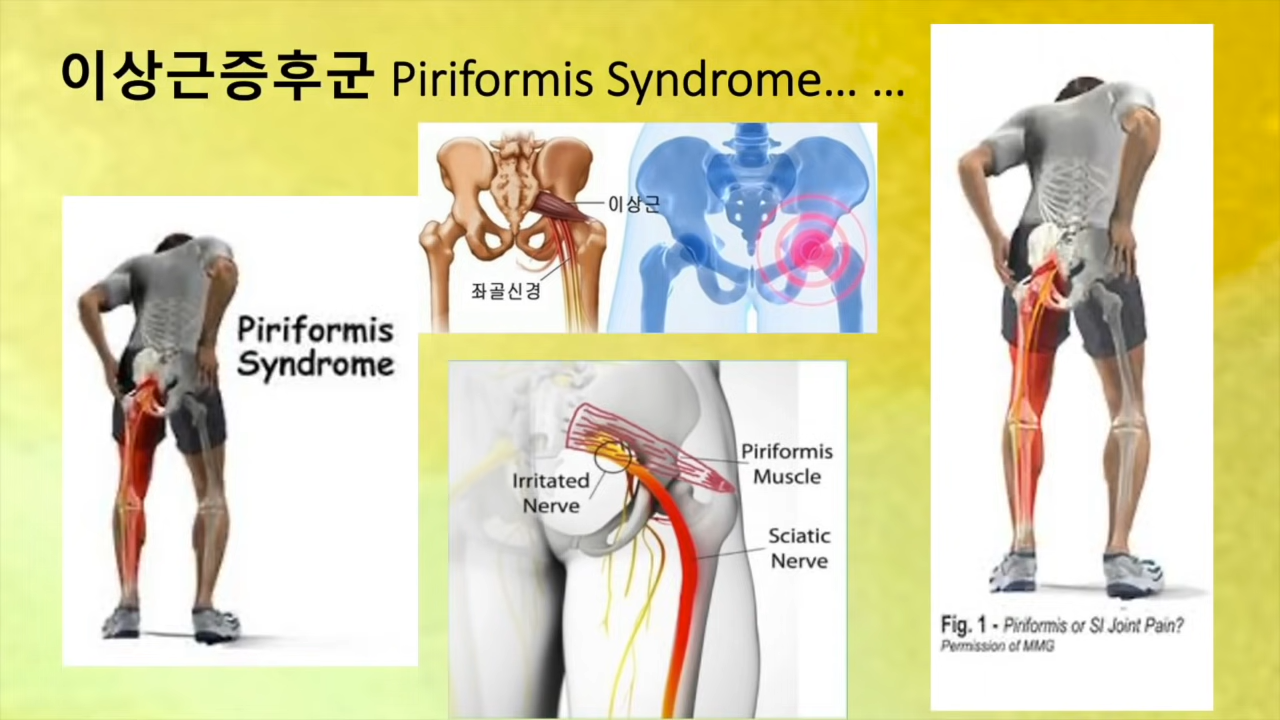 이상근증후군 Piriformis Syndrome... ...
이상근
좌골신경
Piriformis
Syndrome
Piriformis
Muscle
Irritated
Nerve
Sciatic
Nerve
Fig. 1 - Piriformis or SI Joint Pain?
Permission of MMG